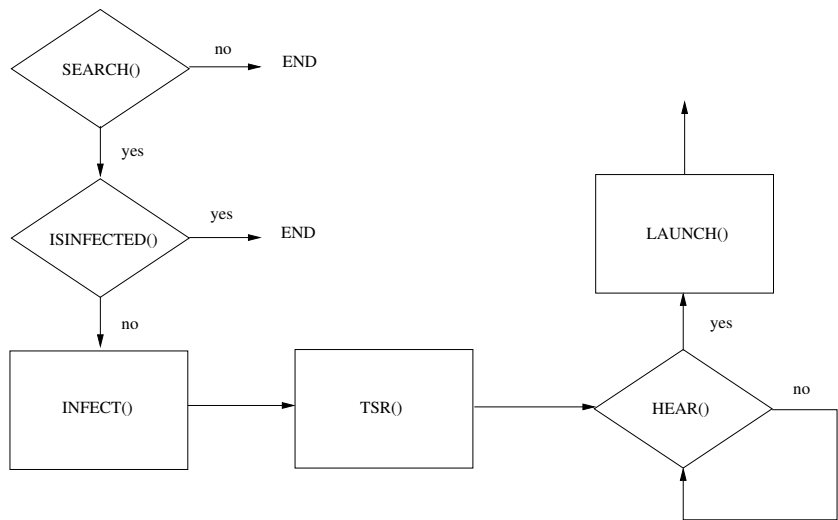 SEARCH()
no
END
yes
ISINFECTED()
yes
END
no
INFECT()
TSR()
HEAR()
no
yes
LAUNCH()